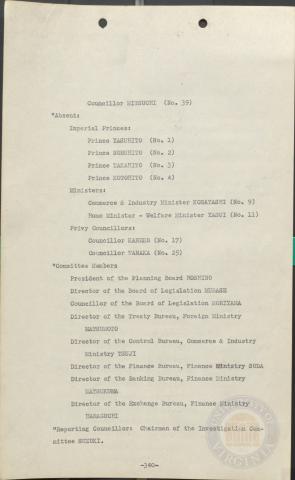 Councillor MITSUCHI (No. 39)
"Absent:
Imperial Princes:
Prince YASUHITO (No. 1)
Prince NOBUHITO (No. 2)
Prince TAKAHITO (No. 3)
Prince KOTOHITO (No. 4)
Ministers:
Commerce & Industry Minister KOBAYASHI (No. 9)
Home Minister - Welfare Minister YASUI (No. 11)
Privy Councillors:
Councillor KANEKO (No. 17)
Councillor TANAKA (No. 25)
"Committee Members
President of the Planning Board HOSHINO
Director of the Board of Legislation MURASE
Councillor of the Board of Legislation MORIYAMA
Director of the Treaty Bureau, Foreign Ministry
MATSUMOTO
Director of the Control Bureau, Commerce & Industry
Ministry TSUJI
Director of the Finance Bureau, Finance Ministry SODA
Director of the Banking Bureau, Finance Ministry
MATSUKUMA
Director of the Exchange Bureau, Finance Ministry
HARAGUCHI
"Reporting Councillor: Chairman of the Investigation Com-
mittee SUZUKI.
-340-
VIRGINIA